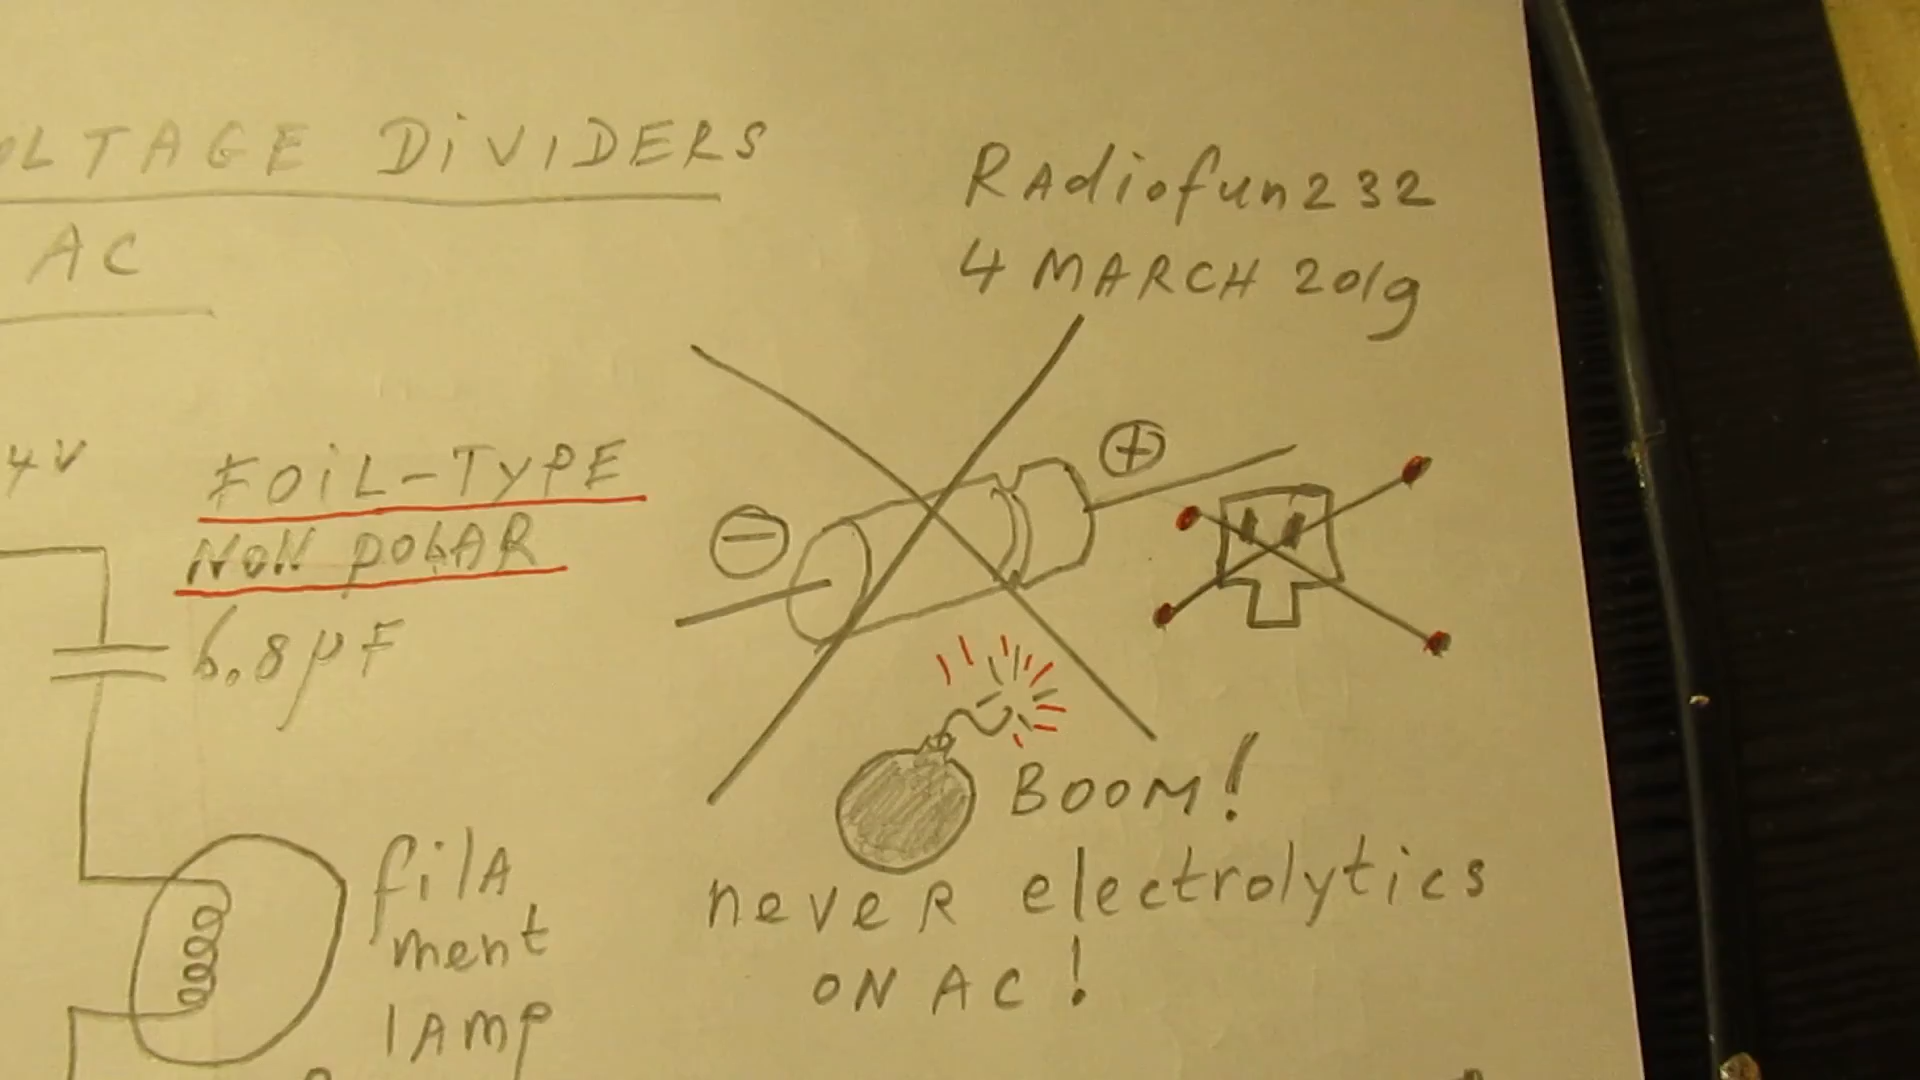 OLTAGE DiViDERS
AC
RAdiofun232
4 MARCH 2019
4V
FOiL-TYPE
NON POLAR
6.8µF
+
−
BOOM!
neveR electrolytics
ON AC!
filA
ment
lAmp